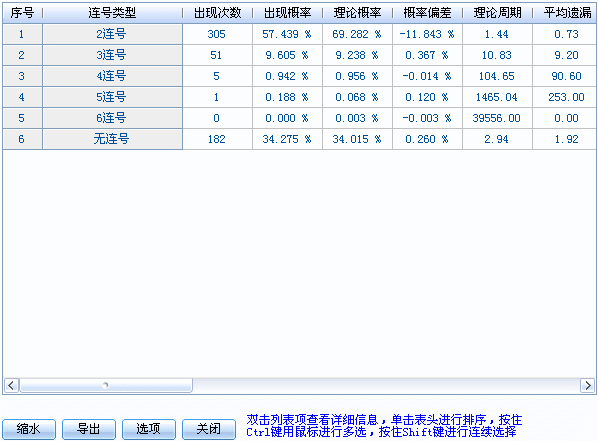 序号 连号类型 出现次数 出现概率 理论概率 概率偏差 理论周期 平均遗漏
1 2连号 305 57.439 % 69.282 % -11.843 % 1.44 0.73
2 3连号 51 9.605 % 9.238 % 0.367 % 10.83 9.20
3 4连号 5 0.942 % 0.956 % -0.014 % 104.65 90.60
4 5连号 1 0.188 % 0.068 % 0.120 % 1465.04 253.00
5 6连号 0 0.000 % 0.003 % -0.003 % 39556.00 0.00
6 无连号 182 34.275 % 34.015 % 0.260 % 2.94 1.92
缩水 导出 选项 关闭
双击列表项查看详细信息，单击表头进行排序，按住
Ctrl键用鼠标进行多选，按住Shift键进行连续选择